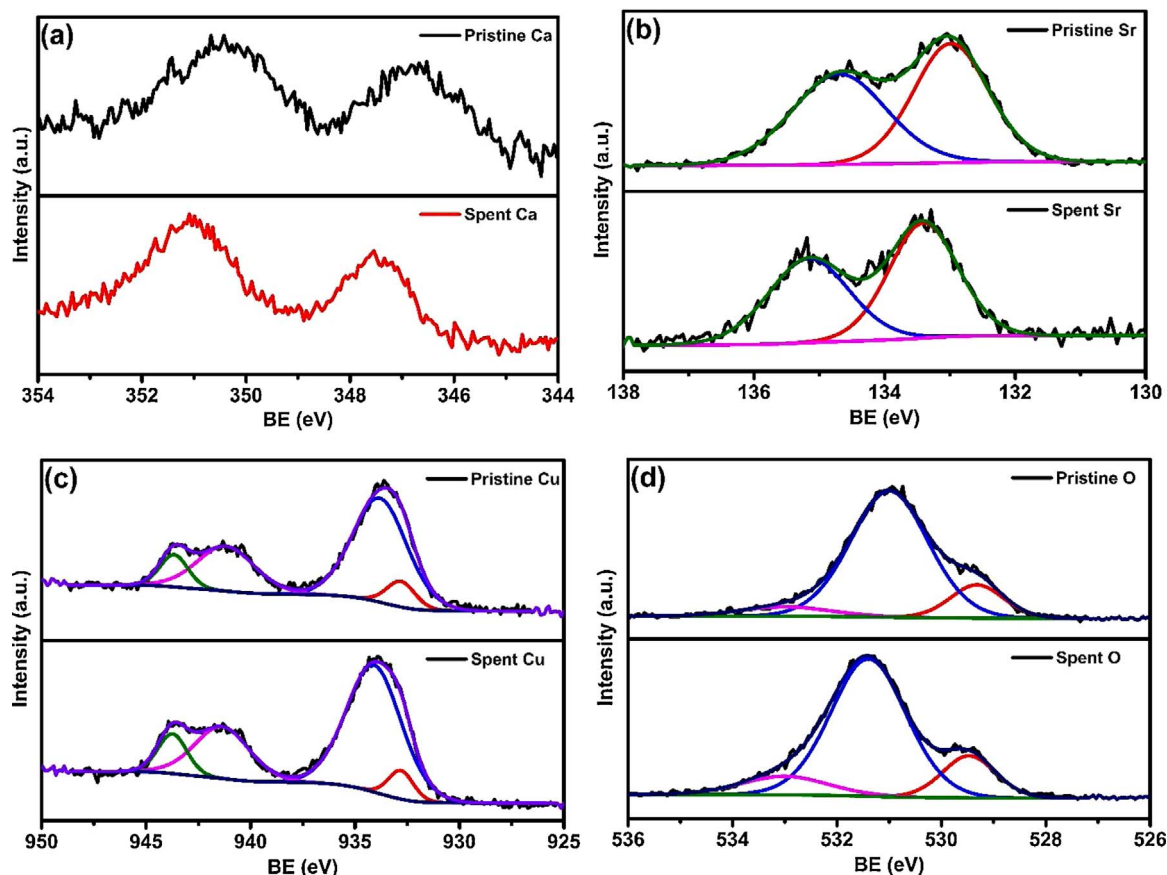 (a)
Pristine Ca
Spent Ca
Intensity (a.u.)
354 352 350 348 346 344
BE (eV)
(b)
Pristine Sr
Spent Sr
Intensity (a.u.)
138 136 134 132 130
BE (eV)
(c)
Pristine Cu
Spent Cu
Intensity (a.u.)
950 945 940 935 930 925
BE (eV)
(d)
Pristine O
Spent O
Intensity (a.u.)
536 534 532 530 528 526
BE (eV)